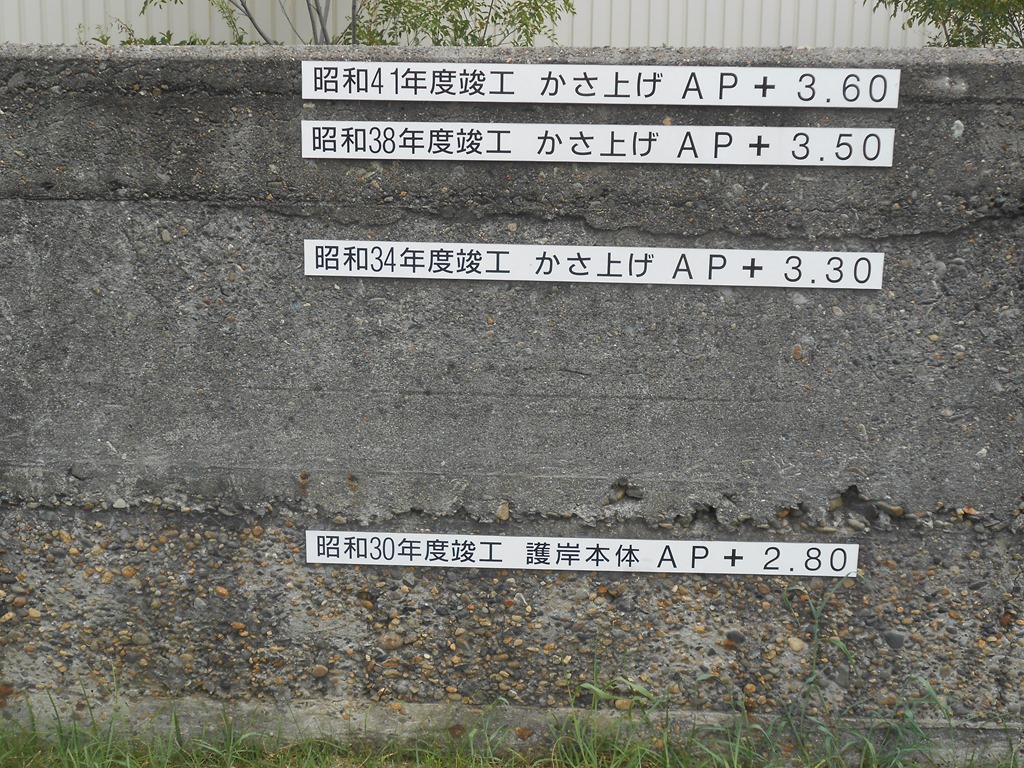 昭和41年度竣工 かさ上げ AP+3.60
昭和38年度竣工 かさ上げ AP+3.50
昭和34年度竣工 かさ上げ AP+3.30
昭和30年度竣工 護岸本体 AP+2.80